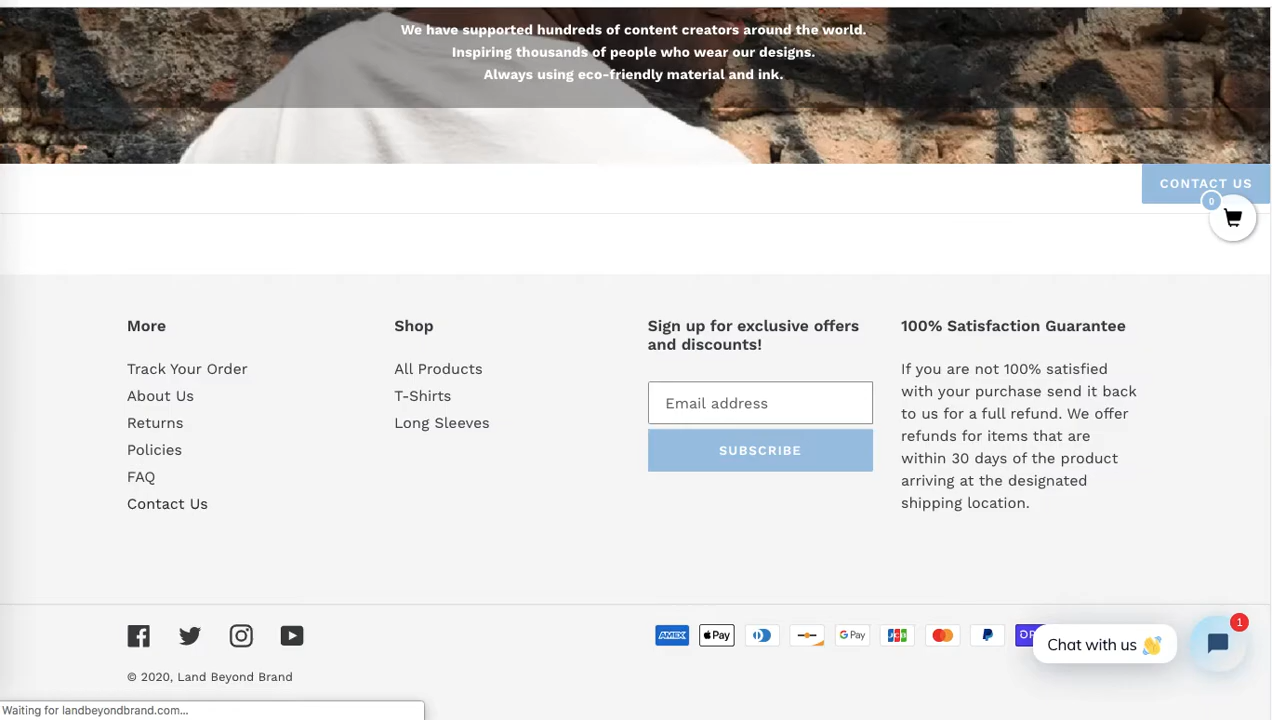 We have supported hundreds of content creators around the world.
Inspiring thousands of people who wear our designs.
Always using eco-friendly material and ink.
CONTACT US
0
More
Track Your Order
About Us
Returns
Policies
FAQ
Contact Us
Shop
All Products
T-Shirts
Long Sleeves
Sign up for exclusive offers
and discounts!
Email address
SUBSCRIBE
100% Satisfaction Guarantee
If you are not 100% satisfied
with your purchase send it back
to us for a full refund. We offer
refunds for items that are
within 30 days of the product
arriving at the designated
shipping location.
AMEX
Pay
G Pay
JCB
Chat with us 👋
1
© 2020, Land Beyond Brand
Waiting for landbeyondbrand.com...